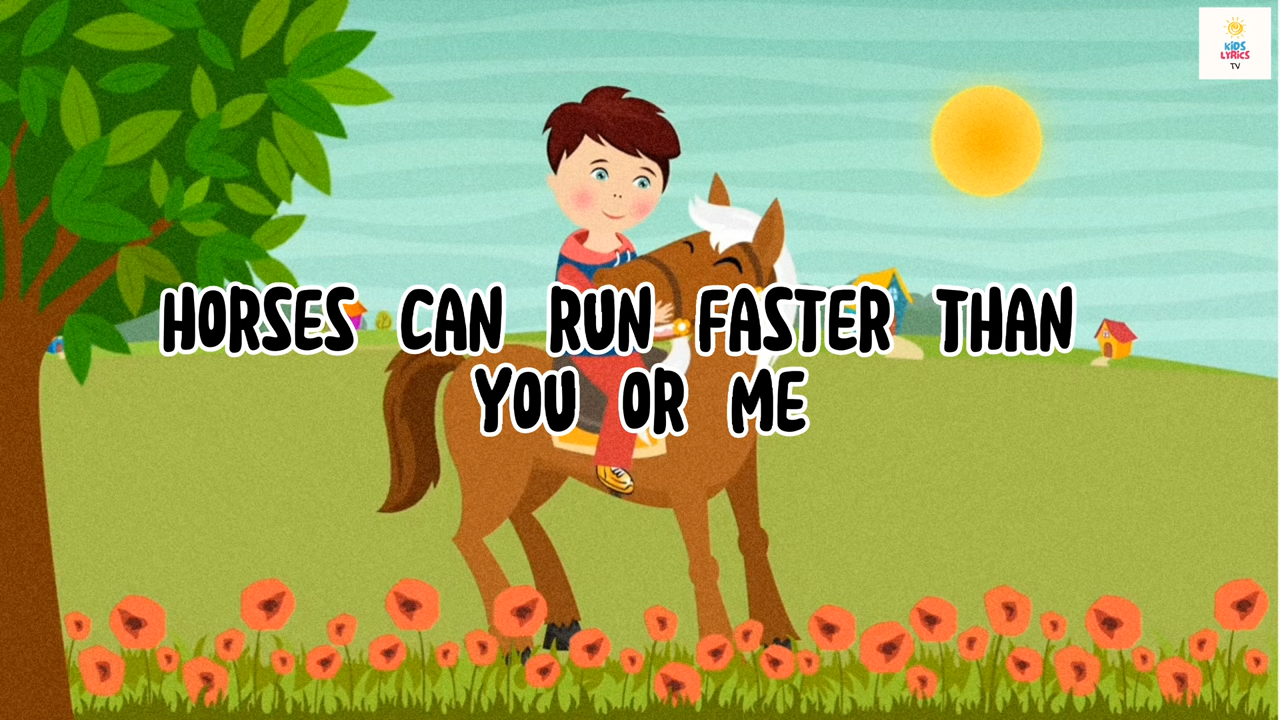 KiDS
LYRiCS
TV
HORSES CAN RUN FASTER THAN
YOU OR ME